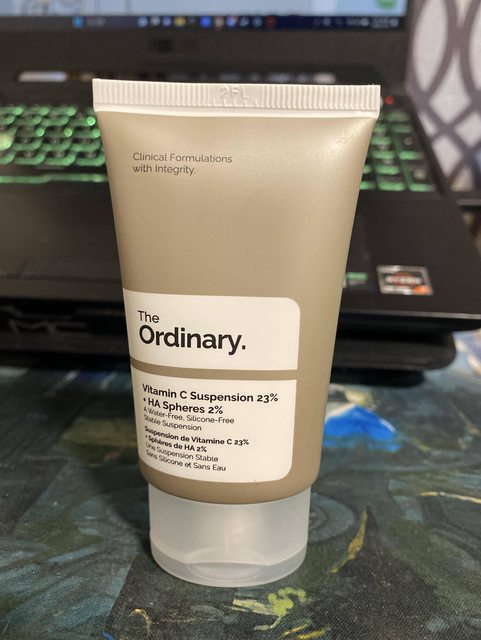 2FL
Clinical Formulations
with Integrity.
The
Ordinary.
Vitamin C Suspension 23%
+ HA Spheres 2%
A Water-Free, Silicone-Free
Stable Suspension
Suspension de Vitamine C 23%
+ Sphères de HA 2%
Une Suspension Stable
Sans Silicone et Sans Eau